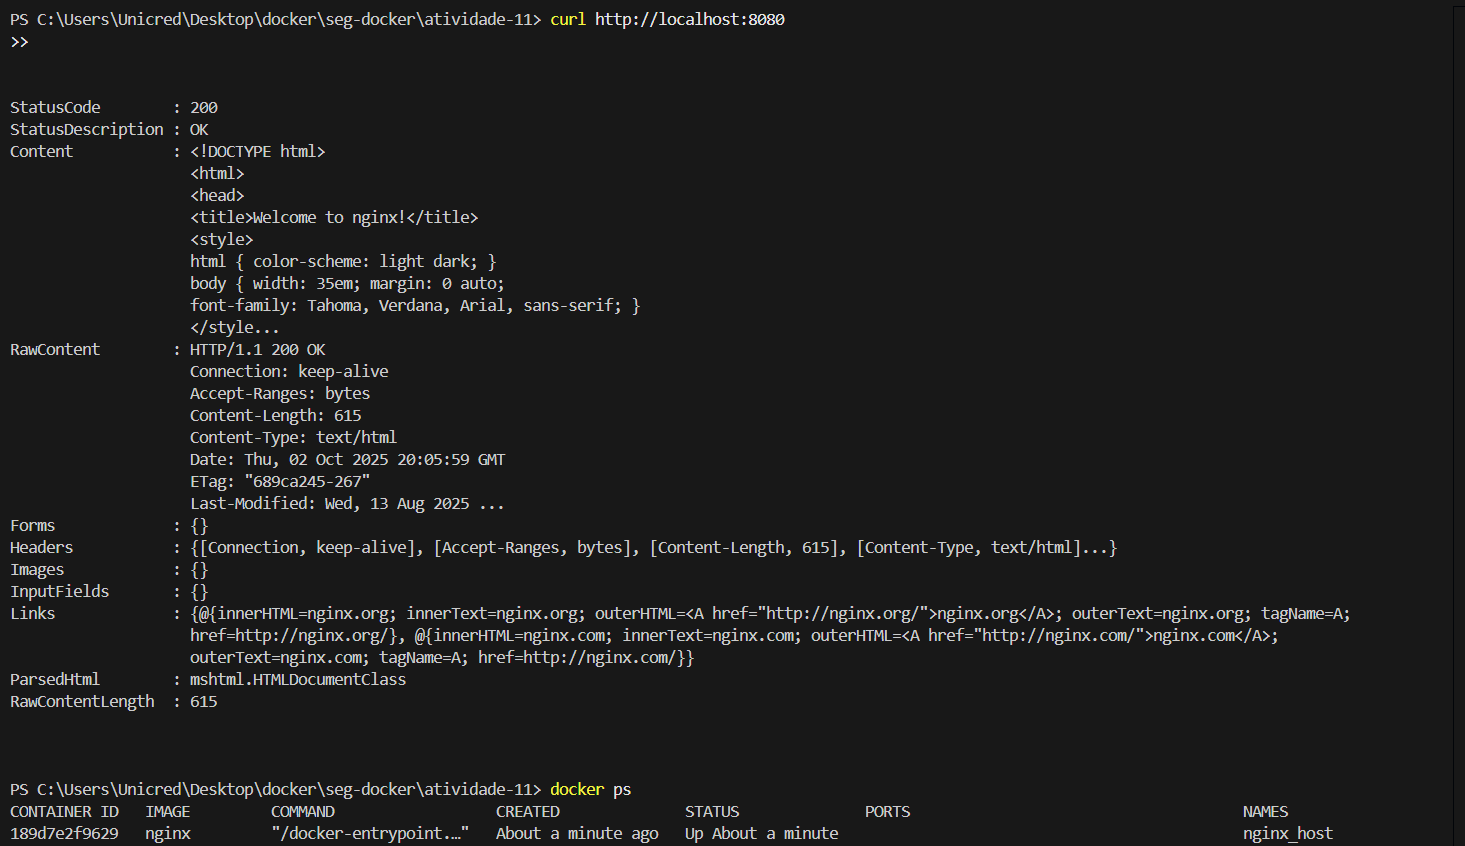 PS C:\Users\Unicred\Desktop\docker\seg-docker\atividade-11> curl http://localhost:8080
>>
StatusCode        : 200
StatusDescription : OK
Content           : <!DOCTYPE html>
                    <html>
                    <head>
                    <title>Welcome to nginx!</title>
                    <style>
                    html { color-scheme: light dark; }
                    body { width: 35em; margin: 0 auto;
                    font-family: Tahoma, Verdana, Arial, sans-serif; }
                    </style...
RawContent        : HTTP/1.1 200 OK
                    Connection: keep-alive
                    Accept-Ranges: bytes
                    Content-Length: 615
                    Content-Type: text/html
                    Date: Thu, 02 Oct 2025 20:05:59 GMT
                    ETag: "689ca245-267"
                    Last-Modified: Wed, 13 Aug 2025 ...
Forms             : {}
Headers           : {[Connection, keep-alive], [Accept-Ranges, bytes], [Content-Length, 615], [Content-Type, text/html]...}
Images            : {}
InputFields       : {}
Links             : {@{innerHTML=nginx.org; innerText=nginx.org; outerHTML=<A href="http://nginx.org/">nginx.org</A>; outerText=nginx.org; tagName=A;
                    href=http://nginx.org/}, @{innerHTML=nginx.com; innerText=nginx.com; outerHTML=<A href="http://nginx.com/">nginx.com</A>;
                    outerText=nginx.com; tagName=A; href=http://nginx.com/}}
ParsedHtml        : mshtml.HTMLDocumentClass
RawContentLength  : 615
PS C:\Users\Unicred\Desktop\docker\seg-docker\atividade-11> docker ps
CONTAINER ID   IMAGE         COMMAND                  CREATED              STATUS              PORTS                                     NAMES
189d7e2f9629   nginx         "/docker-entrypoint.…"   About a minute ago   Up About a minute                                             nginx_host